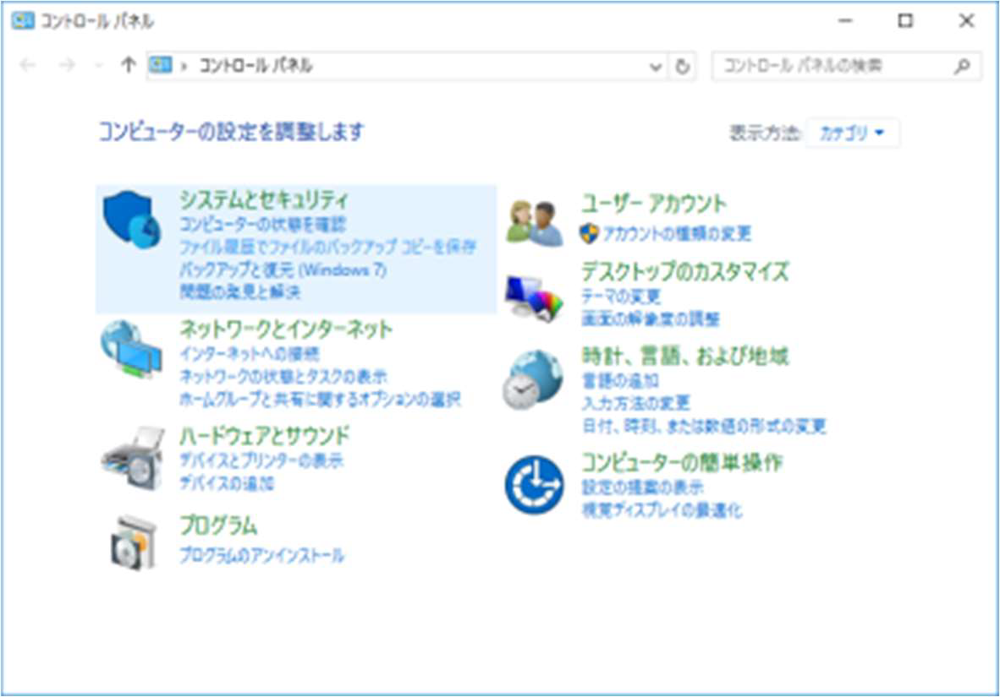 コントロール パネル
コントロール パネル
コントロール パネルの検索
コンピューターの設定を調整します
表示方法: カテゴリ
システムとセキュリティ
コンピューターの状態を確認
ファイル履歴でファイルのバックアップ コピーを保存
バックアップと復元 (Windows 7)
問題の発見と解決
ネットワークとインターネット
インターネットへの接続
ネットワークの状態とタスクの表示
ホームグループと共有に関するオプションの選択
ハードウェアとサウンド
デバイスとプリンターの表示
デバイスの追加
プログラム
プログラムのアンインストール
ユーザー アカウント
アカウントの種類の変更
デスクトップのカスタマイズ
テーマの変更
画面の解像度の調整
時計、言語、および地域
言語の追加
入力方法の変更
日付、時刻、または数値の形式の変更
コンピューターの簡単操作
設定の提案の表示
視覚ディスプレイの最適化